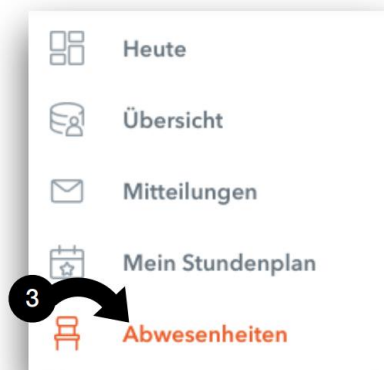 Heute
Übersicht
Mitteilungen
Mein Stundenplan
3
Abwesenheiten